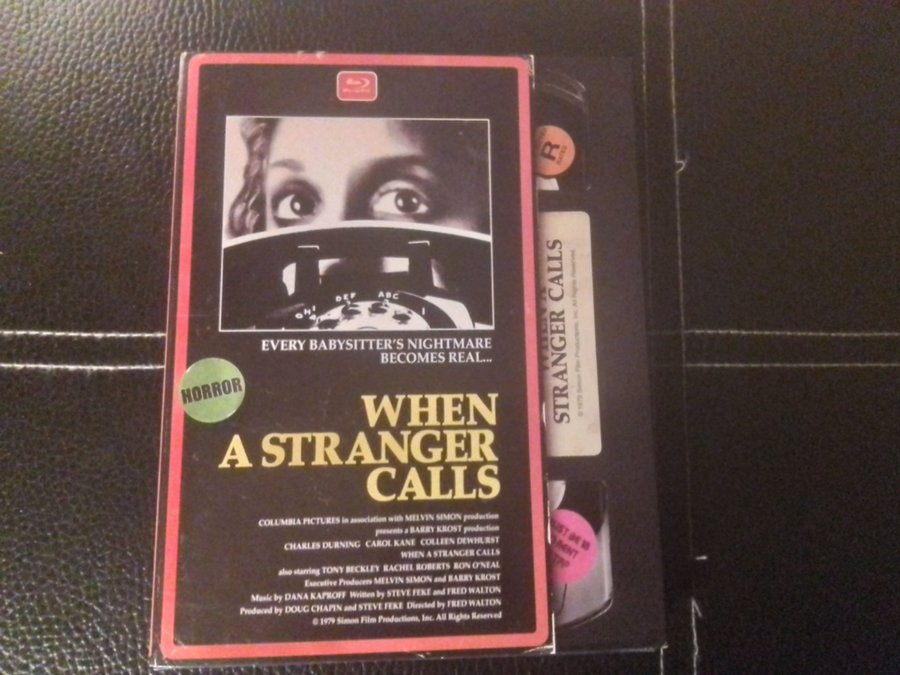 DEF
ABC
EVERY BABYSITTER'S NIGHTMARE
BECOMES REAL...
HORROR
WHEN
A STRANGER
CALLS
COLUMBIA PICTURES in association with MELVIN SIMON production
presents a BARRY KROST production
CHARLES DURNING CAROL KANE COLLEEN DEWHURST
WHEN A STRANGER CALLS
also starring TONY BECKLEY RACHEL ROBERTS RON O'NEAL
Executive Producers MELVIN SIMON and BARRY KROST
Music by DANA KAPROFF Written by STEVE FEKE and FRED WALTON
Produced by DOUG CHAPIN and STEVE FEKE Directed by FRED WALTON
© 1979 Simon Film Productions, Inc. All Rights Reserved
R
WHEN A
STRANGER CALLS
© 1979 Simon Film Productions, Inc. All Rights Reserved.